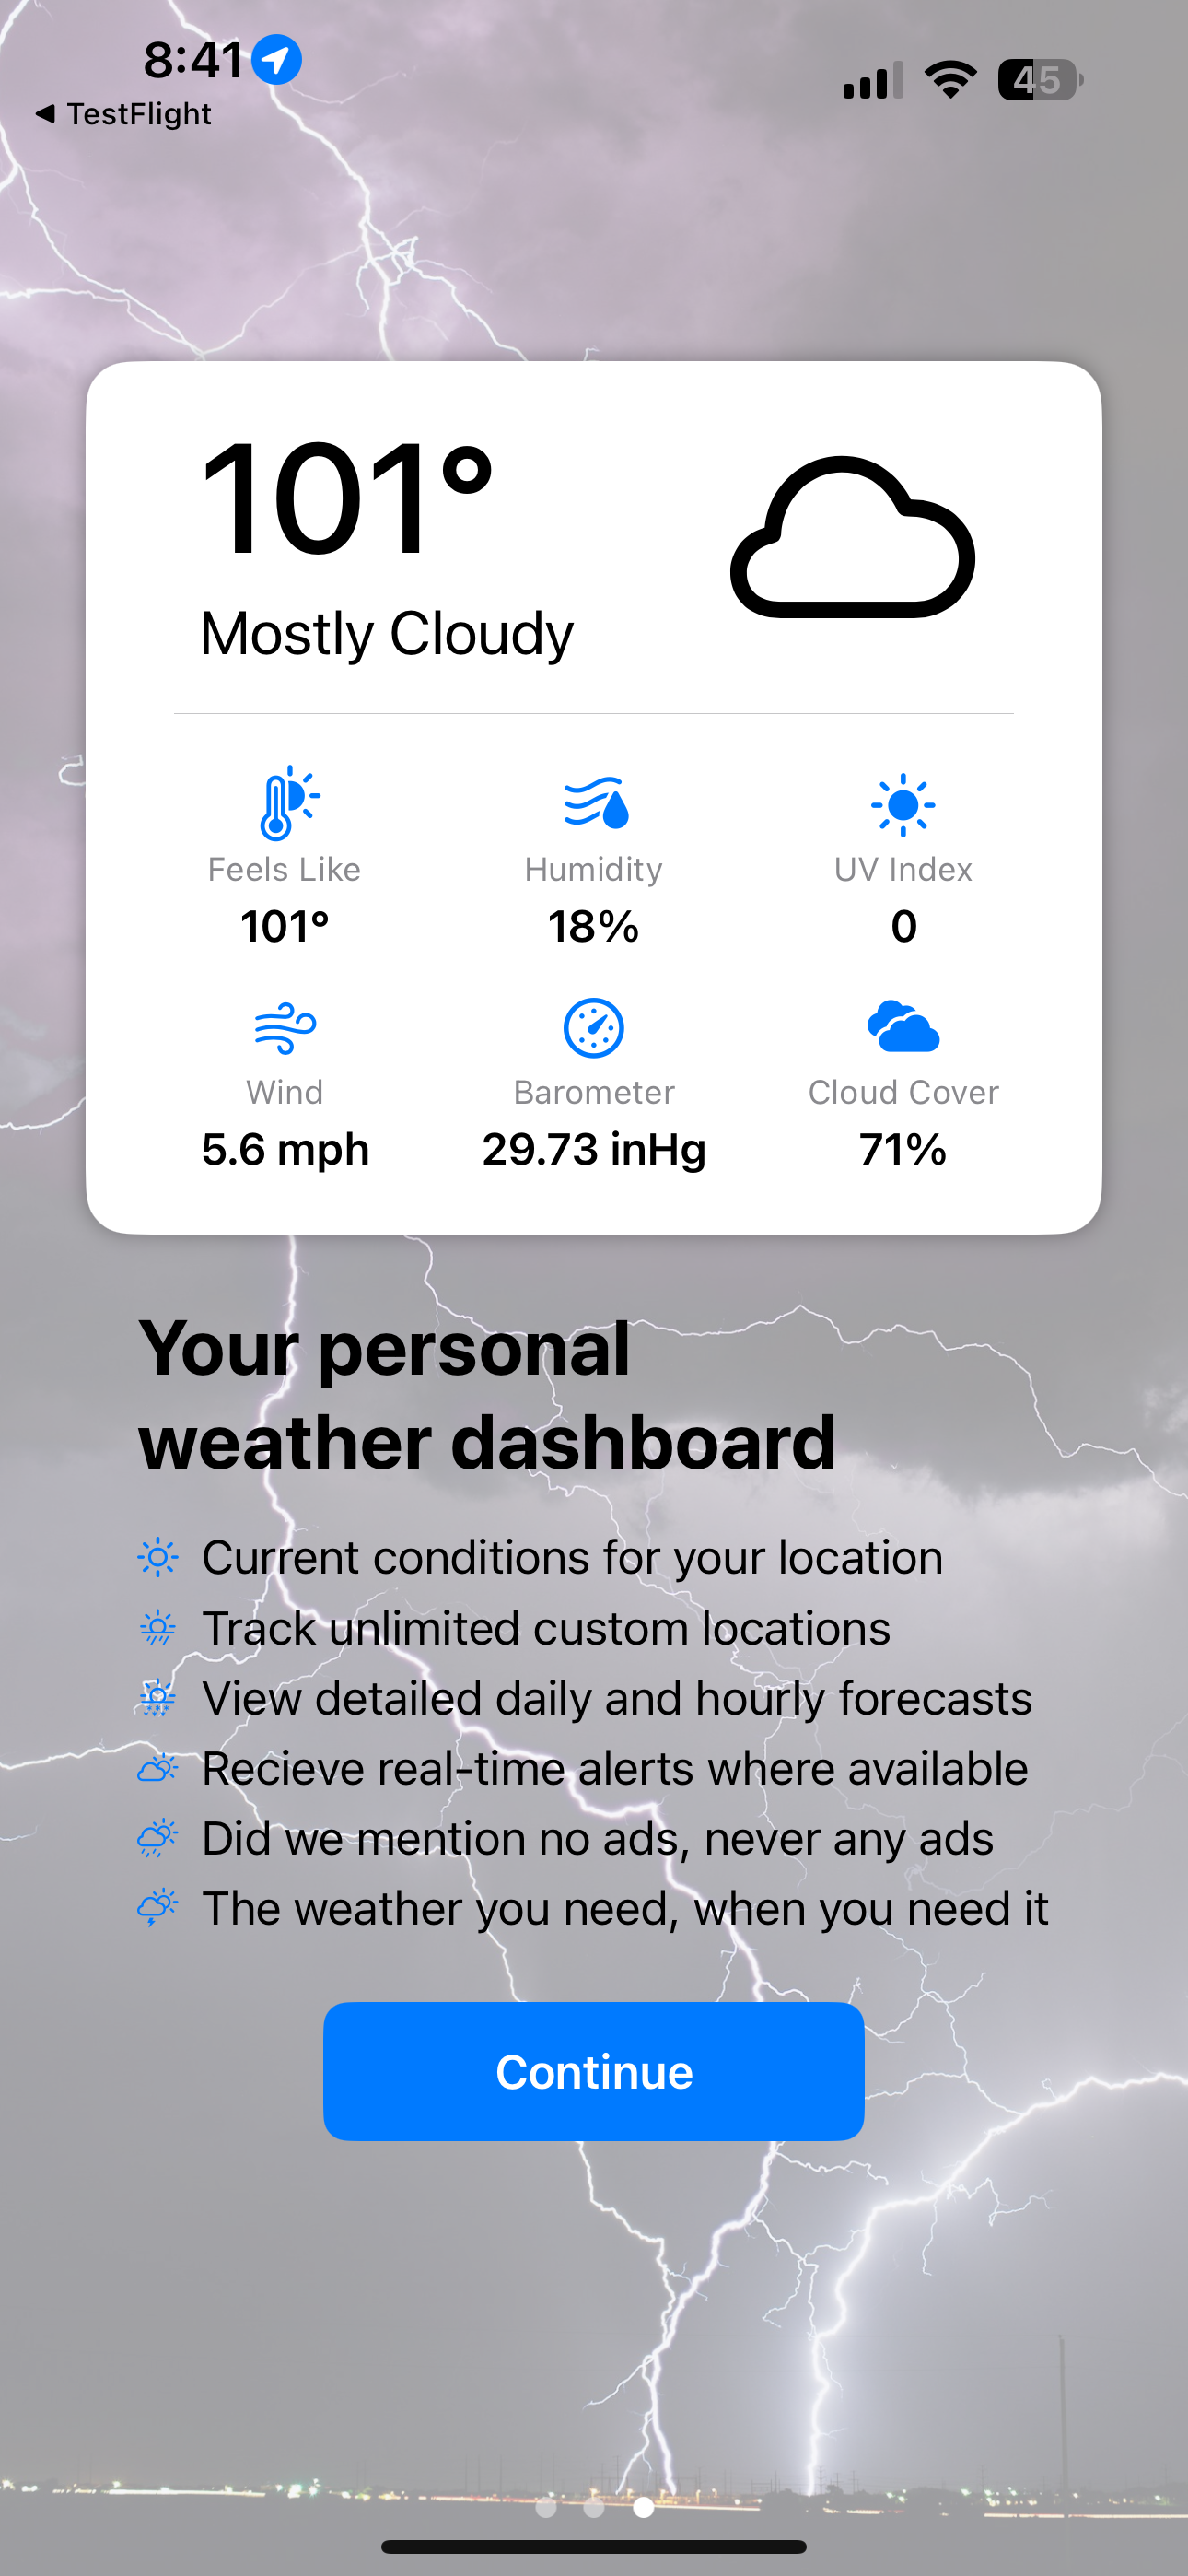 8:41
45
◀ TestFlight
101°
Mostly Cloudy
Feels Like Humidity UV Index
101° 18% 0
Wind Barometer Cloud Cover
5.6 mph 29.73 inHg 71%
Your personal
weather dashboard
Current conditions for your location
Track unlimited custom locations
View detailed daily and hourly forecasts
Recieve real-time alerts where available
Did we mention no ads, never any ads
The weather you need, when you need it
Continue